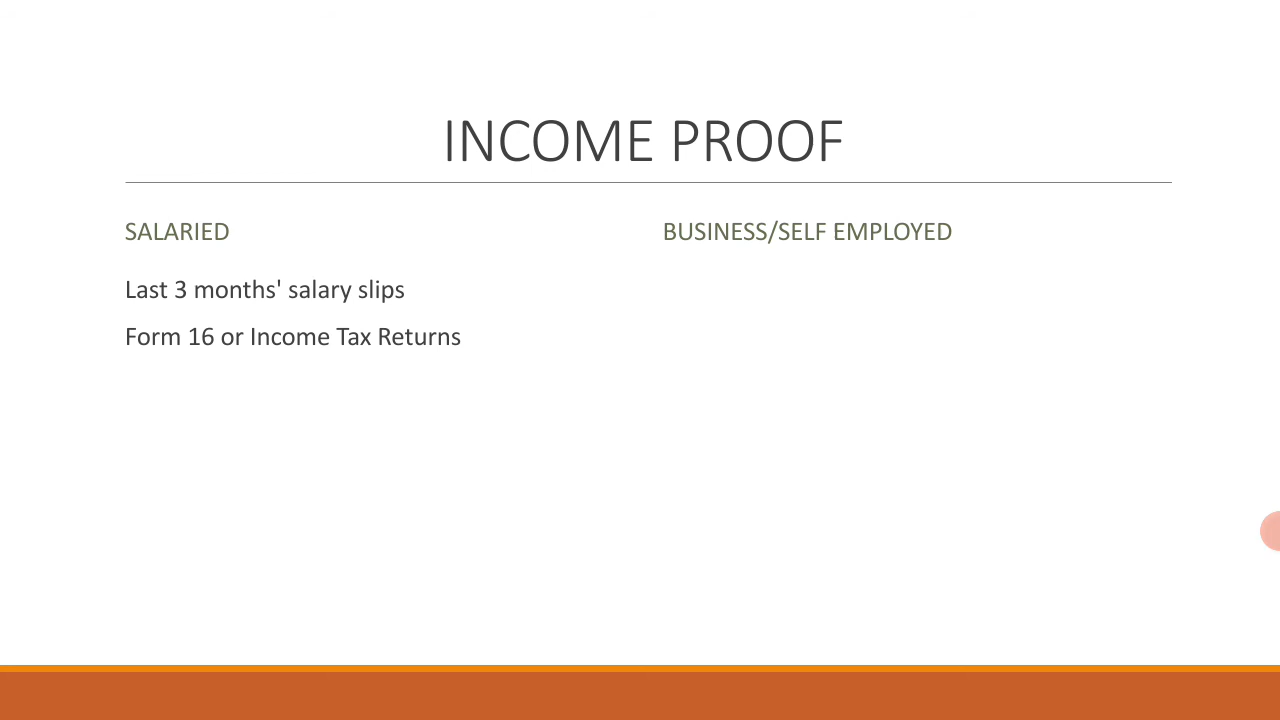 INCOME PROOF
SALARIED
Last 3 months' salary slips
Form 16 or Income Tax Returns
BUSINESS/SELF EMPLOYED